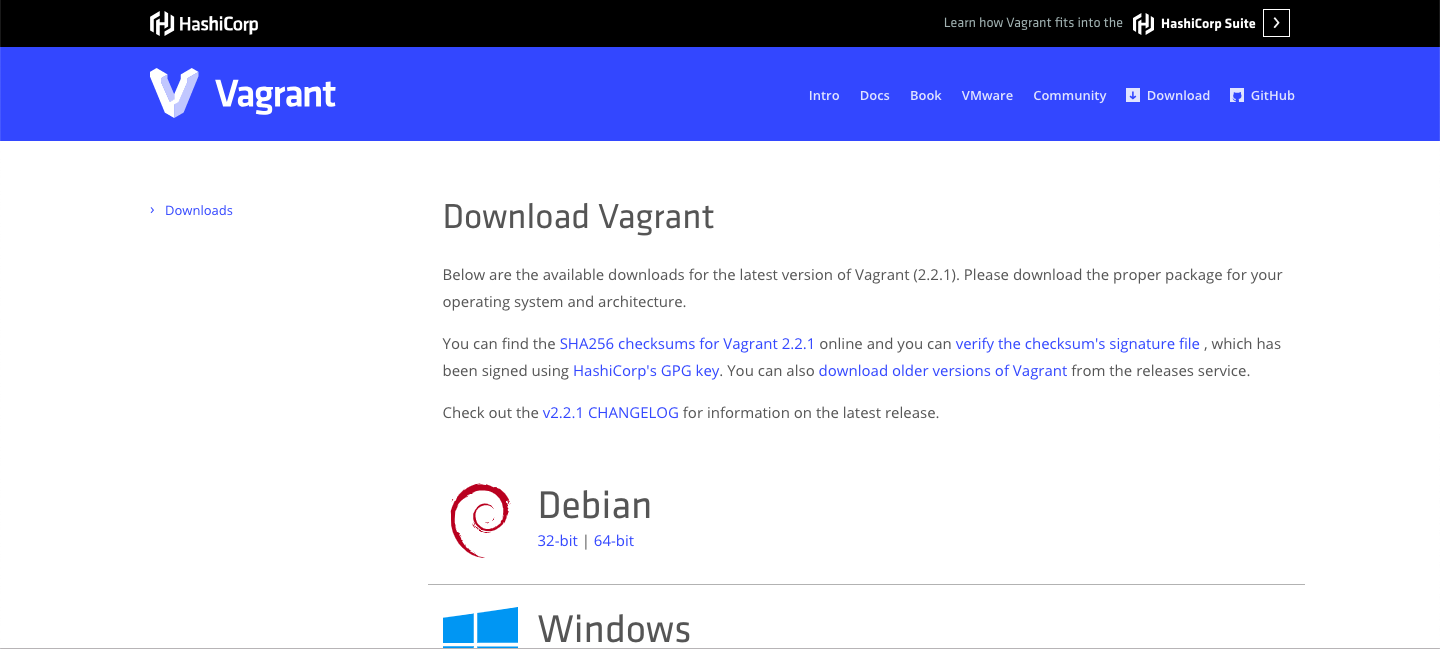 HashiCorp
Learn how Vagrant fits into the HashiCorp Suite
Vagrant
Intro Docs Book VMware Community Download GitHub
› Downloads
Download Vagrant
Below are the available downloads for the latest version of Vagrant (2.2.1). Please download the proper package for your
operating system and architecture.
You can find the SHA256 checksums for Vagrant 2.2.1 online and you can verify the checksum's signature file , which has
been signed using HashiCorp's GPG key. You can also download older versions of Vagrant from the releases service.
Check out the v2.2.1 CHANGELOG for information on the latest release.
Debian
32-bit | 64-bit
Windows